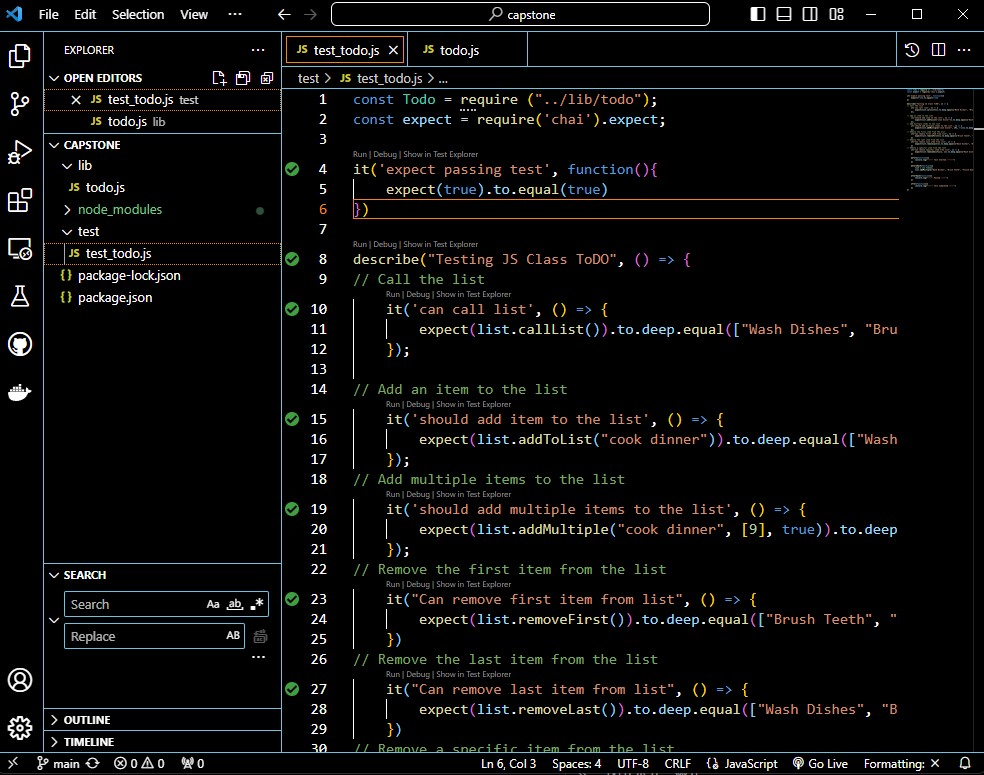 File Edit Selection View ··· capstone
EXPLORER ···
OPEN EDITORS
JS test_todo.js test
JS todo.js lib
CAPSTONE
lib
JS todo.js
node_modules
test
JS test_todo.js
{} package-lock.json
{} package.json
SEARCH
Search Aa ab .*
Replace AB
···
OUTLINE
TIMELINE
JS test_todo.js JS todo.js ···
test > JS test_todo.js > ...
1 const Todo = require ("../lib/todo");
2 const expect = require('chai').expect;
3
Run | Debug | Show in Test Explorer
4 it('expect passing test', function(){
5 expect(true).to.equal(true)
6 })
7
Run | Debug | Show in Test Explorer
8 describe("Testing JS Class ToDO", () => {
9 // Call the list
Run | Debug | Show in Test Explorer
10 it('can call list', () => {
11 expect(list.callList()).to.deep.equal(["Wash Dishes", "Bru
12 });
13
14 // Add an item to the list
Run | Debug | Show in Test Explorer
15 it('should add item to the list', () => {
16 expect(list.addToList("cook dinner")).to.deep.equal(["Wash
17 });
18 // Add multiple items to the list
Run | Debug | Show in Test Explorer
19 it('should add multiple items to the list', () => {
20 expect(list.addMultiple("cook dinner", [9], true)).to.deep
21 });
22 // Remove the first item from the list
Run | Debug | Show in Test Explorer
23 it("Can remove first item from list", () => {
24 expect(list.removeFirst()).to.deep.equal(["Brush Teeth", "
25 })
26 // Remove the last item from the list
Run | Debug | Show in Test Explorer
27 it("Can remove last item from list", () => {
28 expect(list.removeLast()).to.deep.equal(["Wash Dishes", "B
29 })
30 // Remove a specific item from the list
main 0 0 0 Ln 6, Col 3 Spaces: 4 UTF-8 CRLF {} JavaScript Go Live Formatting: ✕